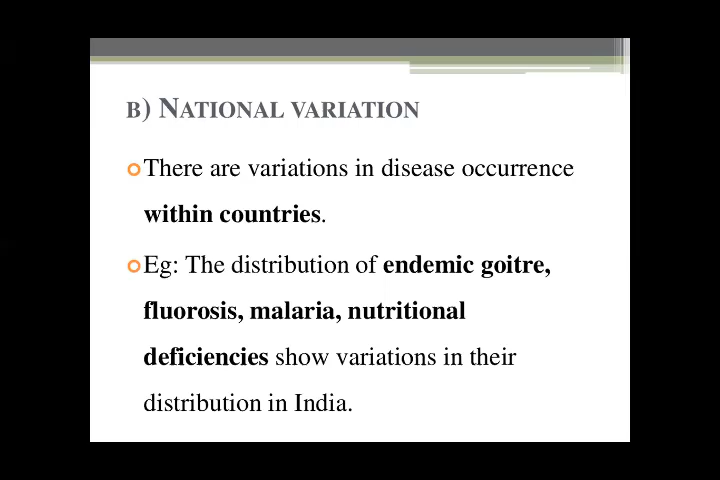 B) NATIONAL VARIATION
There are variations in disease occurrence
within countries.
Eg: The distribution of endemic goitre,
fluorosis, malaria, nutritional
deficiencies show variations in their
distribution in India.